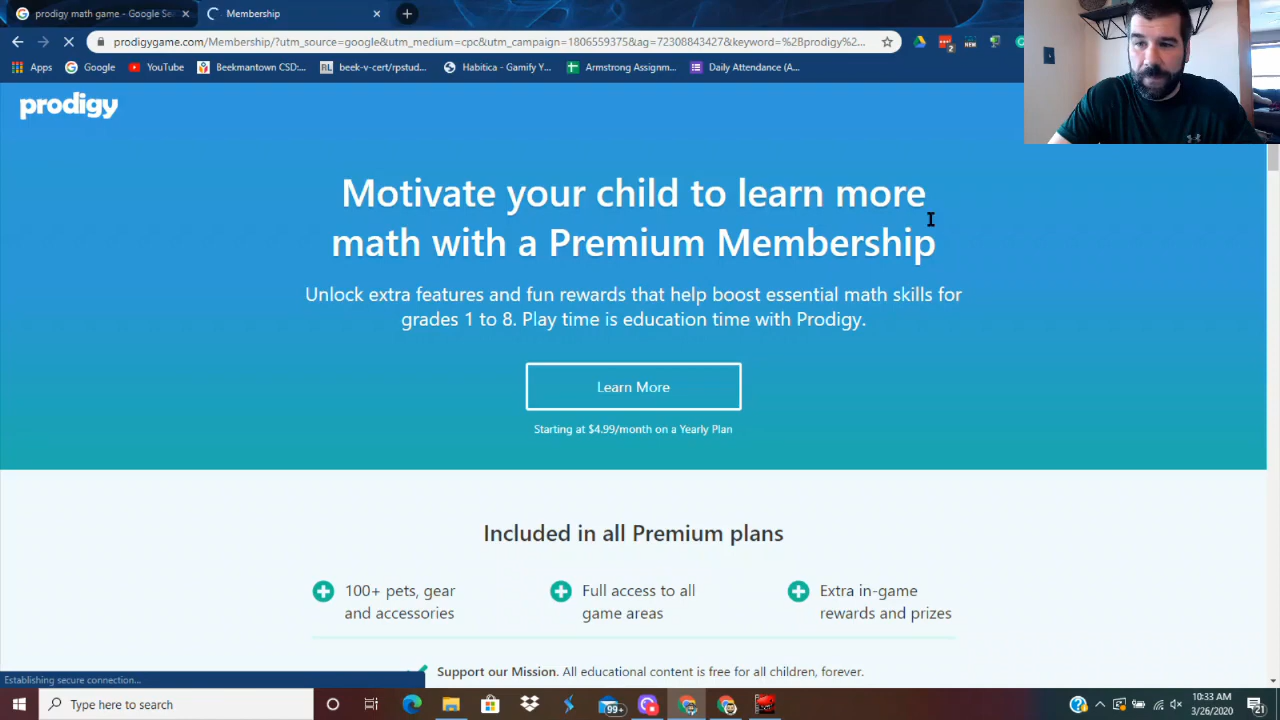 prodigy math game - Google Se
Membership
prodigygame.com/Membership/?utm_source=google&utm_medium=cpc&utm_campaign=1806559375&ag=72308843427&keyword=%2Bprodigy%2...
Apps
Google
YouTube
Beekmantown CSD:...
beek-v-cert/rpstud...
Habitica - Gamify Y...
Armstrong Assignm...
Daily Attendance (A...
prodigy
Motivate your child to learn more
math with a Premium Membership
Unlock extra features and fun rewards that help boost essential math skills for
grades 1 to 8. Play time is education time with Prodigy.
Learn More
Starting at $4.99/month on a Yearly Plan
Included in all Premium plans
100+ pets, gear
and accessories
Full access to all
game areas
Extra in-game
rewards and prizes
Support our Mission. All educational content is free for all children, forever.
Establishing secure connection...
Type here to search
99+
10:33 AM
3/26/2020
21